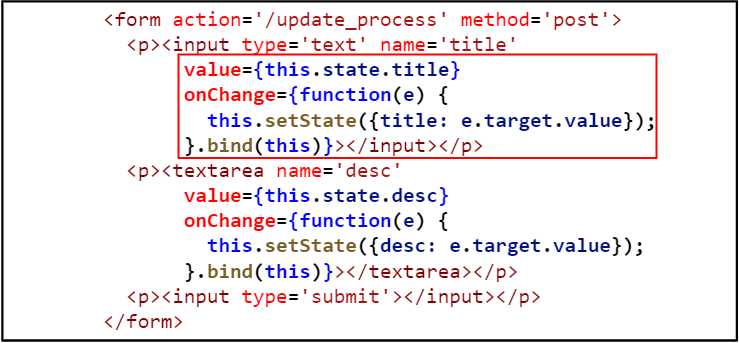 <form action='/update_process' method='post'>
<p><input type='text' name='title'
value={this.state.title}
onChange={function(e) {
this.setState({title: e.target.value});
}.bind(this)}></input></p>
<p><textarea name='desc'
value={this.state.desc}
onChange={function(e) {
this.setState({desc: e.target.value});
}.bind(this)}></textarea></p>
<p><input type='submit'></input></p>
</form>